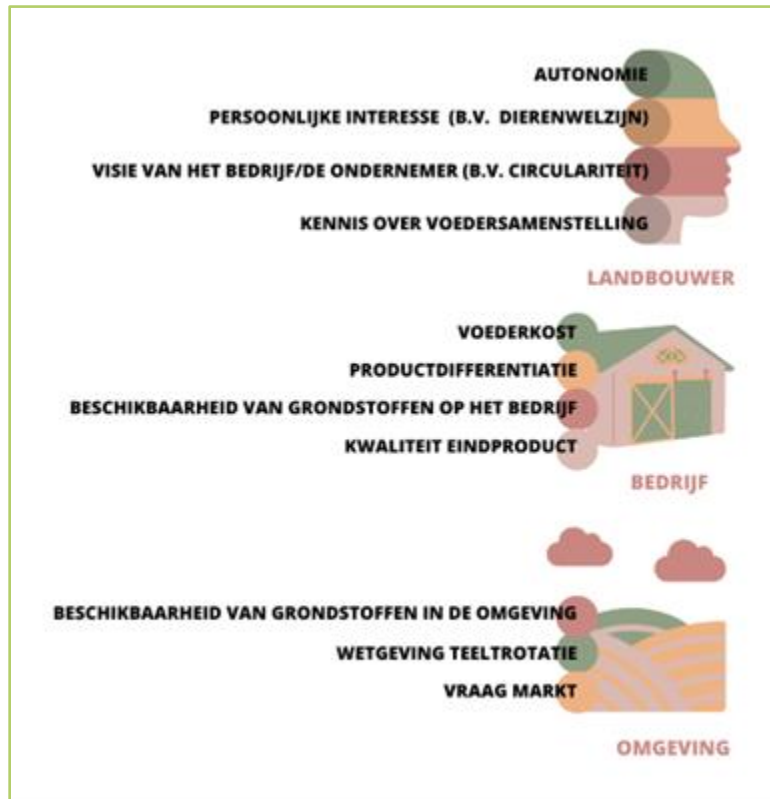 AUTONOMIE
PERSOONLIJKE INTERESSE (B.V. DIERENWELZIJN)
VISIE VAN HET BEDRIJF/DE ONDERNEMER (B.V. CIRCULARITEIT)
KENNIS OVER VOEDERSAMENSTELLING
LANDBOUWER
VOEDERKOST
PRODUCTDIFFERENTIATIE
BESCHIKBAARHEID VAN GRONDSTOFFEN OP HET BEDRIJF
KWALITEIT EINDPRODUCT
BEDRIJF
BESCHIKBAARHEID VAN GRONDSTOFFEN IN DE OMGEVING
WETGEVING TEELTROTATIE
VRAAG MARKT
OMGEVING